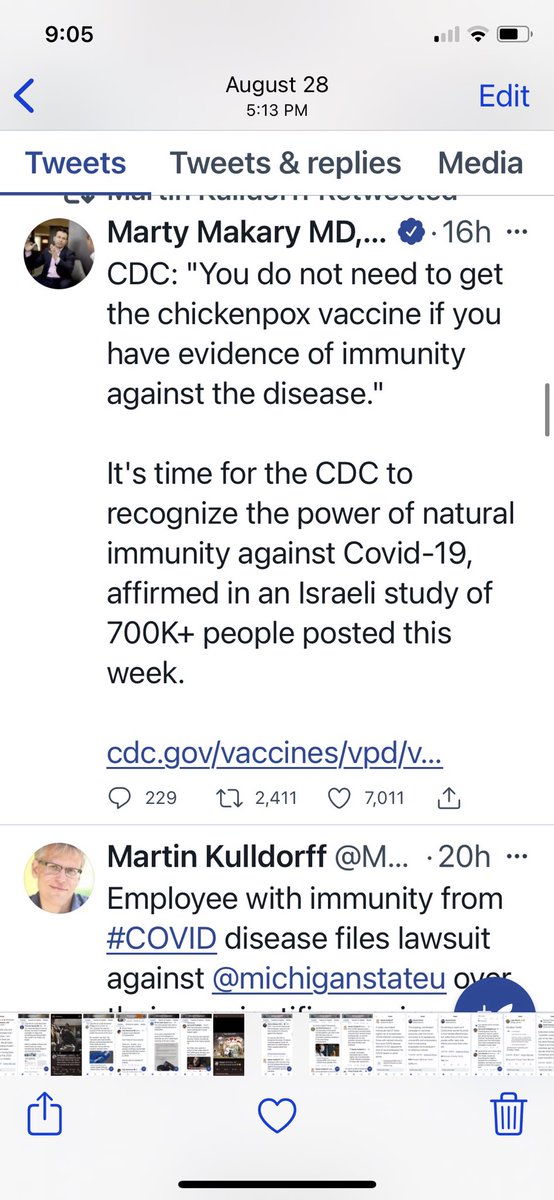 9:05
August 28
5:13 PM
Edit
Tweets Tweets & replies Media
Martin Kulldorff Retweeted
Marty Makary MD,... · 16h
CDC: "You do not need to get
the chickenpox vaccine if you
have evidence of immunity
against the disease."
It's time for the CDC to
recognize the power of natural
immunity against Covid-19,
affirmed in an Israeli study of
700K+ people posted this
week.
cdc.gov/vaccines/vpd/v...
229 2,411 7,011
Martin Kulldorff @M... · 20h
Employee with immunity from
#COVID disease files lawsuit
against @michiganstateu over